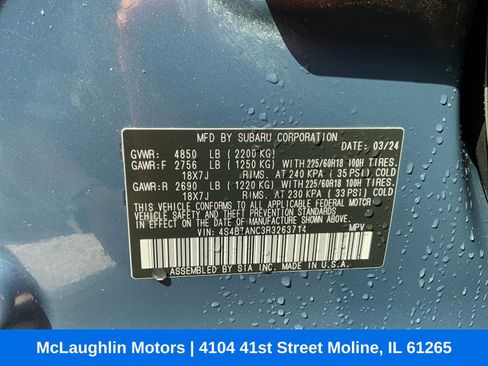 MFD BY SUBARU CORPORATION
DATE: 03/24
GVWR: 4850 LB (2200 KG)
GAWR:F 2756 LB (1250 KG) WITH 225/60R18 100H TIRES.
18X7J RIMS. AT 240 KPA ( 35 PSI) COLD
GAWR:R 2690 LB (1220 KG) WITH 225/60R18 100H TIRES.
18X7J RIMS. AT 230 KPA ( 33 PSI) COLD.
THIS VEHICLE CONFORMS TO ALL APPLICABLE FEDERAL MOTOR
VEHICLE SAFETY, BUMPER, AND THEFT PREVENTION STANDARDS
IN EFFECT ON THE DATE OF MANUFACTURE SHOWN ABOVE.
VIN: 4S4BTANC3R3263714 MPV
ASSEMBLED BY SIA INC. MADE IN U.S.A.
McLaughlin Motors | 4104 41st Street Moline, IL 61265